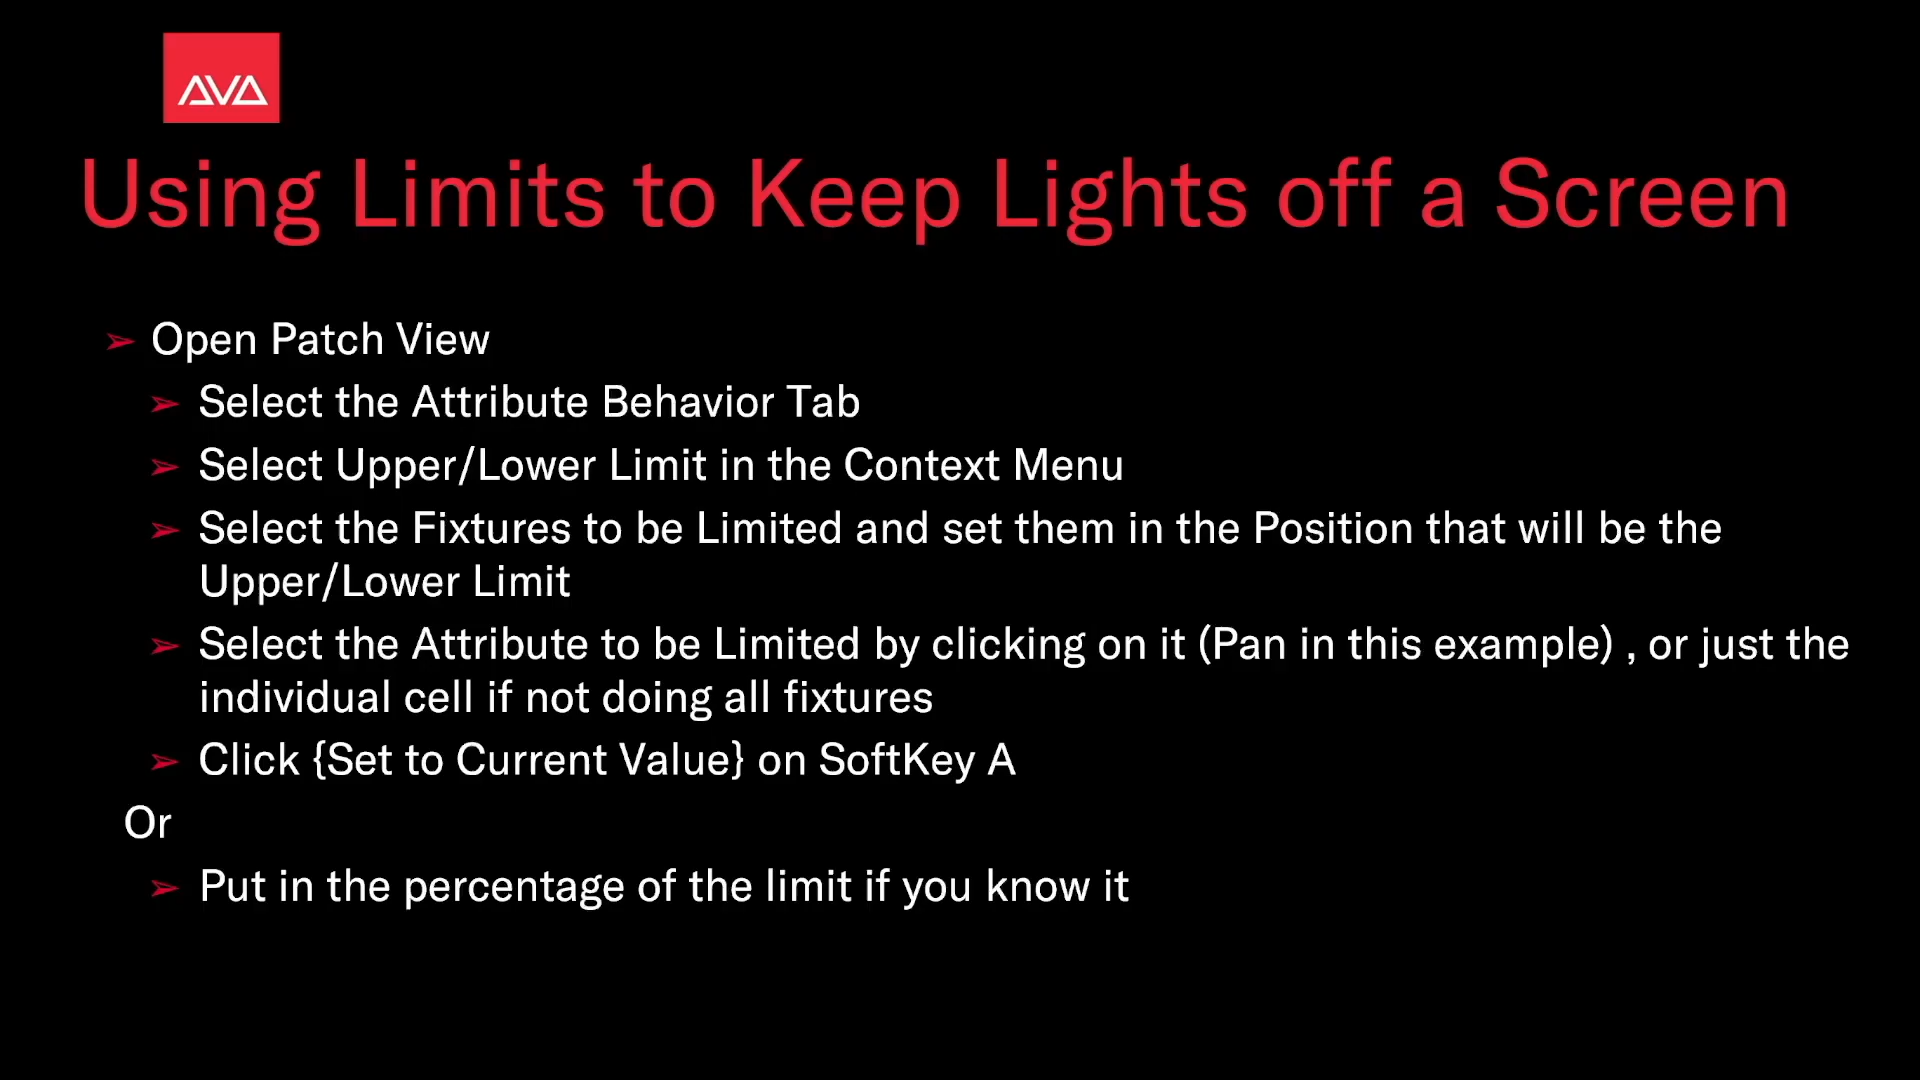 AVA
Using Limits to Keep Lights off a Screen
➢ Open Patch View
➢ Select the Attribute Behavior Tab
➢ Select Upper/Lower Limit in the Context Menu
➢ Select the Fixtures to be Limited and set them in the Position that will be the
Upper/Lower Limit
➢ Select the Attribute to be Limited by clicking on it (Pan in this example) , or just the
individual cell if not doing all fixtures
➢ Click {Set to Current Value} on SoftKey A
Or
➢ Put in the percentage of the limit if you know it